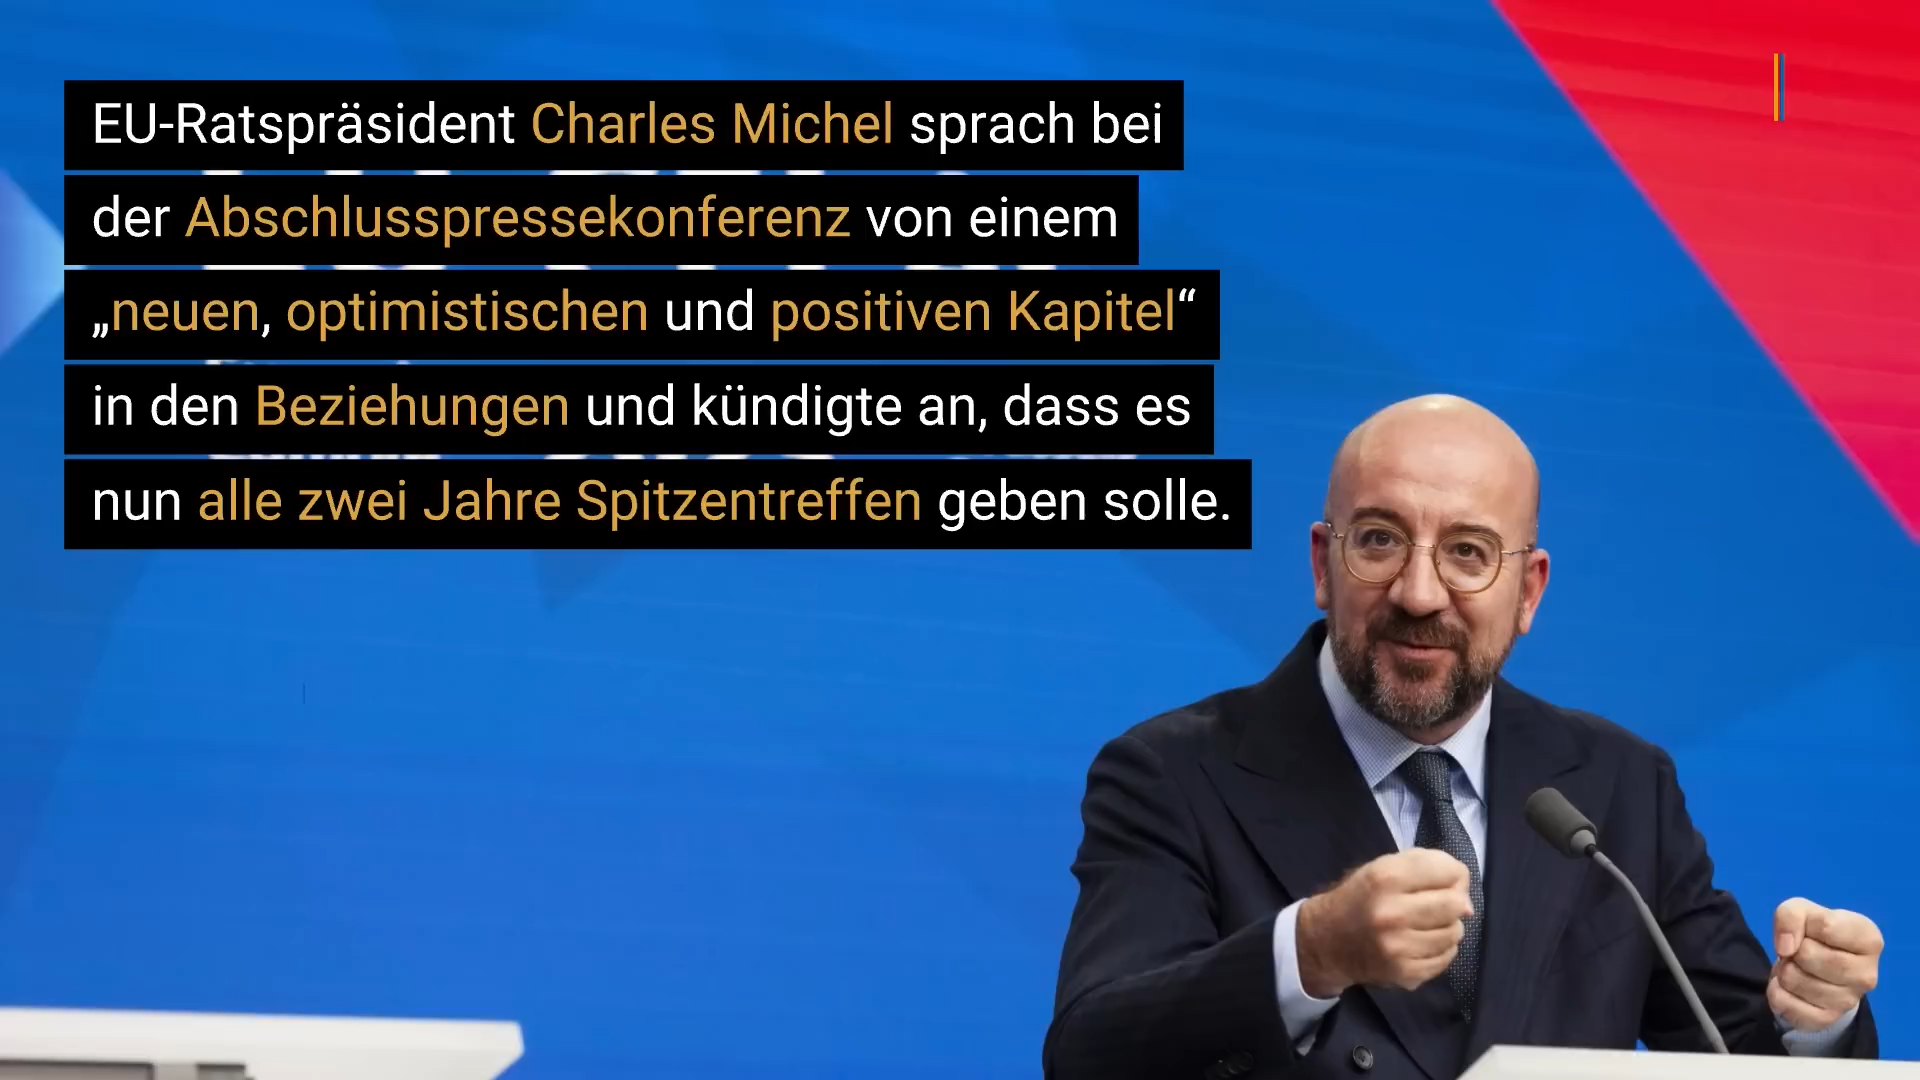 EU-Ratspräsident Charles Michel sprach bei
der Abschlusspressekonferenz von einem
„neuen, optimistischen und positiven Kapitel“
in den Beziehungen und kündigte an, dass es
nun alle zwei Jahre Spitzentreffen geben solle.